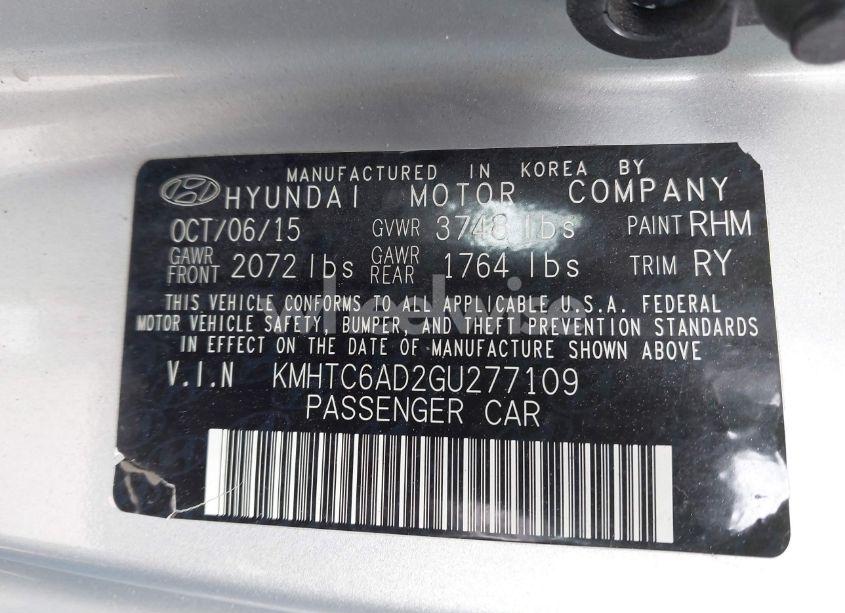 MANUFACTURED IN KOREA BY
HYUNDAI MOTOR COMPANY
OCT/06/15 GVWR 3748 lbs PAINT RHM
GAWR FRONT 2072 lbs GAWR REAR 1764 lbs TRIM RY
THIS VEHICLE CONFORMS TO ALL APPLICABLE U.S.A. FEDERAL
MOTOR VEHICLE SAFETY, BUMPER, AND THEFT PREVENTION STANDARDS
IN EFFECT ON THE DATE OF MANUFACTURE SHOWN ABOVE
V.I.N KMHTC6AD2GU277109
PASSENGER CAR